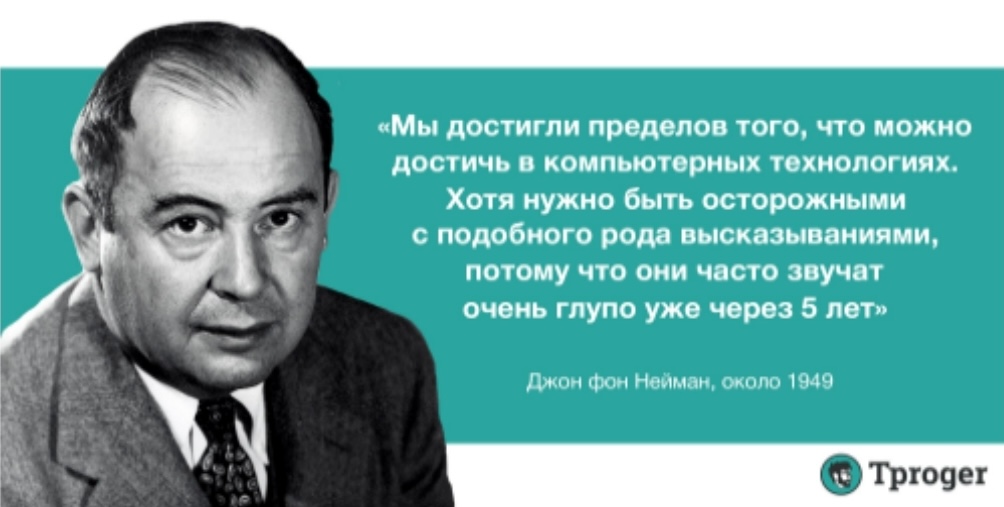 «Мы достигли пределов того, что можно
достичь в компьютерных технологиях.
Хотя нужно быть осторожными
с подобного рода высказываниями,
потому что они часто звучат
очень глупо уже через 5 лет»
Джон фон Нейман, около 1949
Tproger